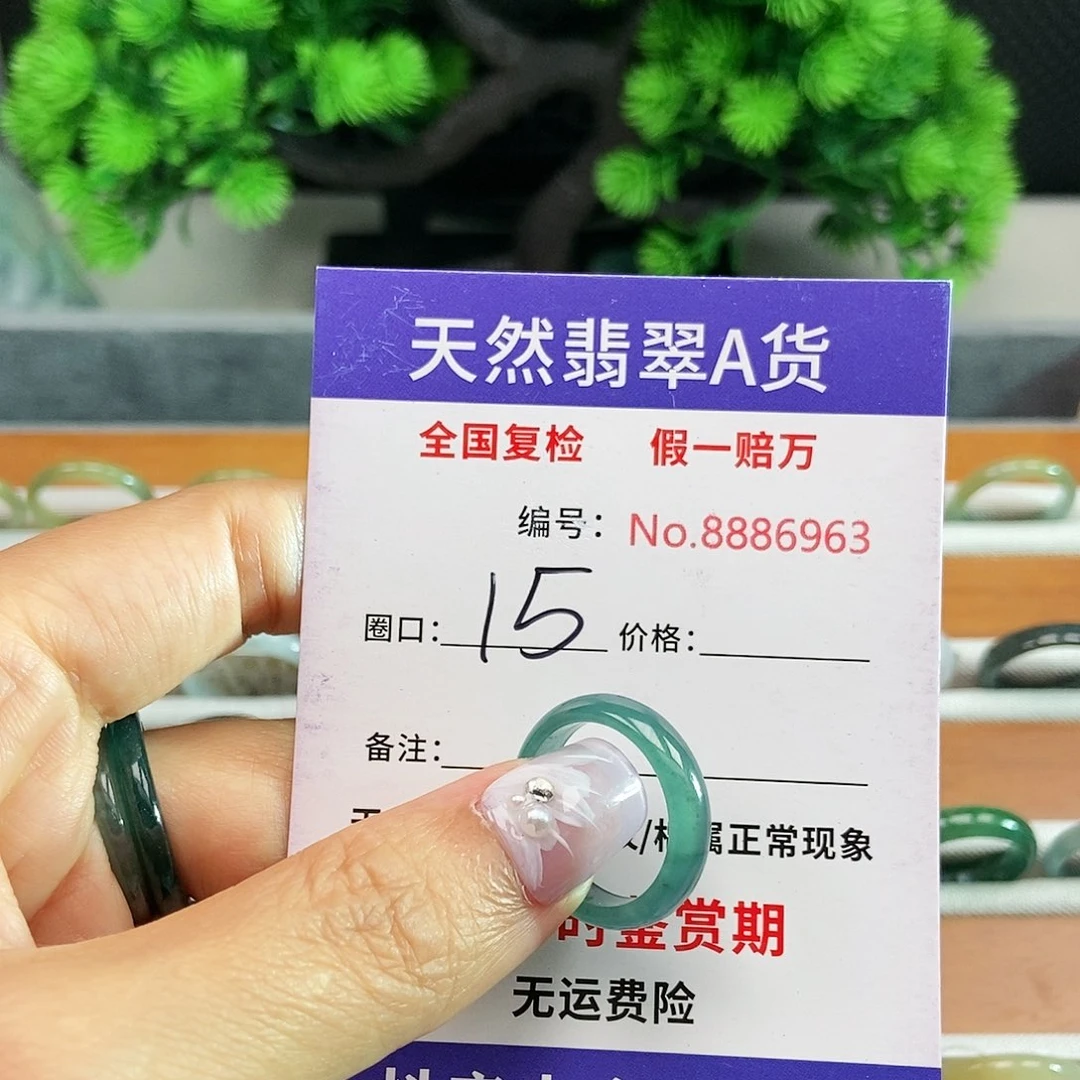 天然翡翠A货
全国复检 假一赔万
编号: No.8886963
圈口: 15 价格:
备注:
属正常现象
鉴赏期
无运费险